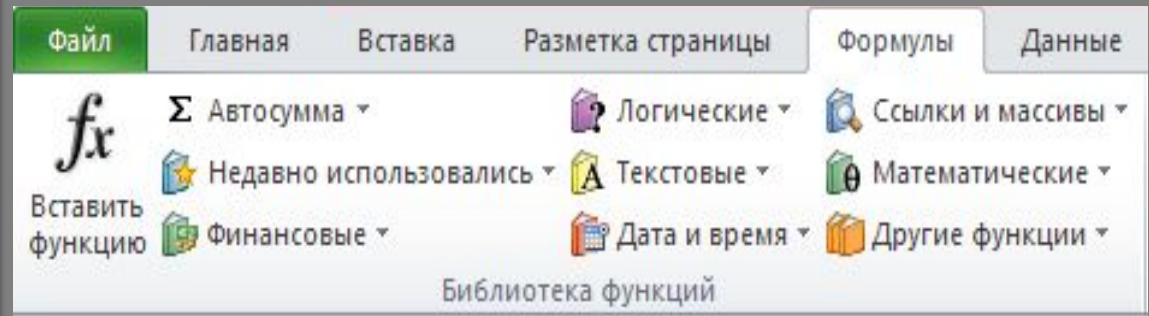 Файл Главная Вставка Разметка страницы Формулы Данные
fx Вставить функцию
Σ Автосумма
Недавно использовались
Финансовые
Логические
Текстовые
Дата и время
Ссылки и массивы
Математические
Другие функции
Библиотека функций